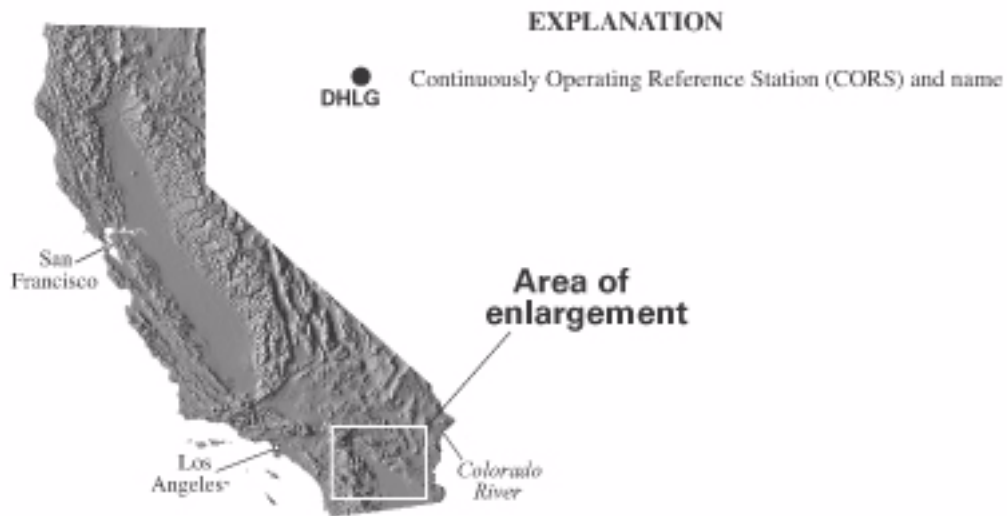 EXPLANATION
DHLG
Continuously Operating Reference Station (CORS) and name
San
Francisco
Area of
enlargement
Los
Angeles
Colorado
River